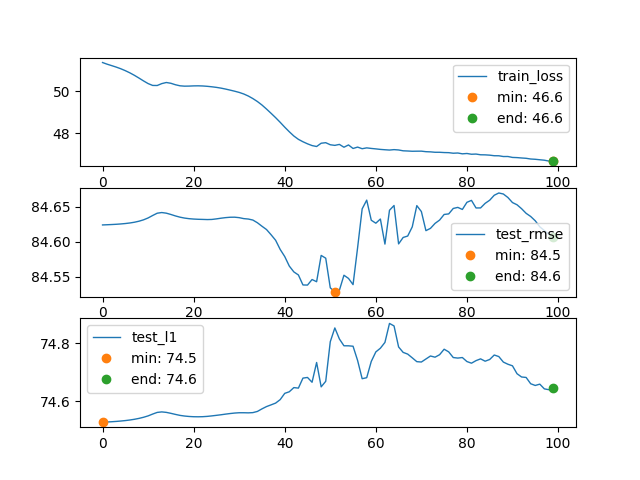 50
48
train_loss
min: 46.6
end: 46.6
0 20 40 60 80 100
84.65
84.60
84.55
test_rmse
min: 84.5
end: 84.6
0 20 40 60 80 100
74.8
74.6
test_l1
min: 74.5
end: 74.6
0 20 40 60 80 100